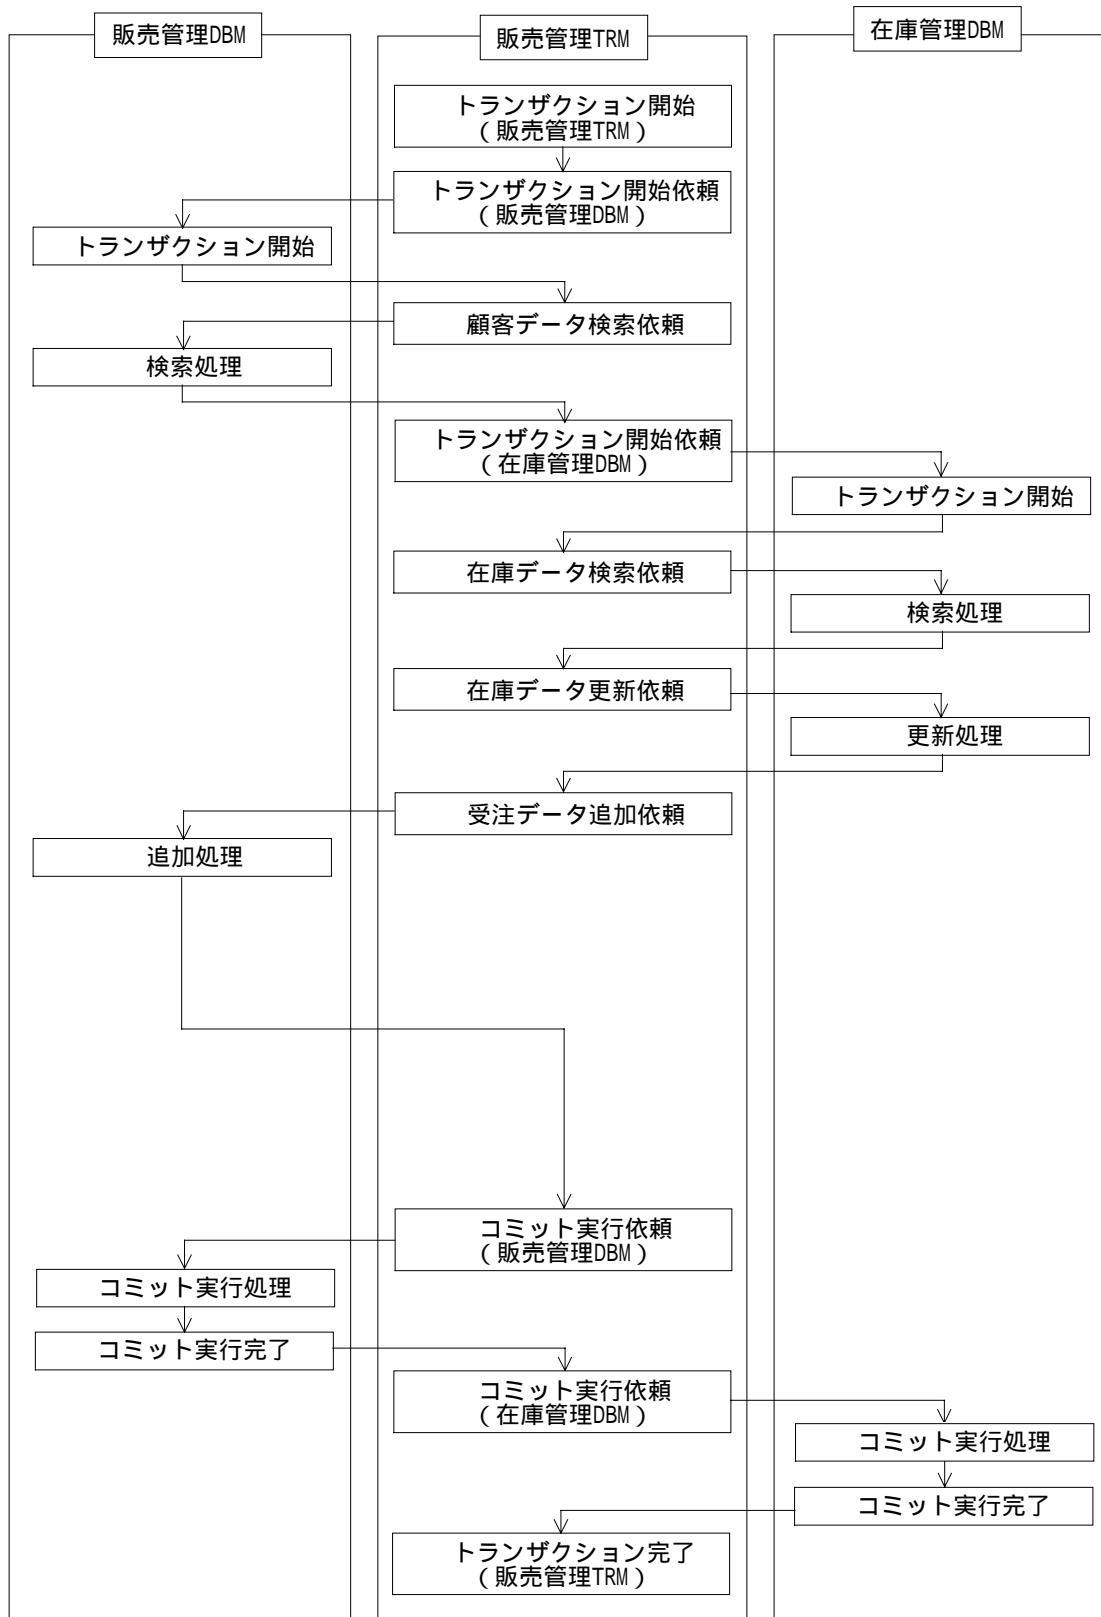 販売管理DBM
販売管理TRM
在庫管理DBM
トランザクション開始
(販売管理TRM)
トランザクション開始依頼
(販売管理DBM)
トランザクション開始
顧客データ検索依頼
検索処理
トランザクション開始依頼
(在庫管理DBM)
トランザクション開始
在庫データ検索依頼
検索処理
在庫データ更新依頼
更新処理
受注データ追加依頼
追加処理
コミット実行依頼
(販売管理DBM)
コミット実行処理
コミット実行完了
コミット実行依頼
(在庫管理DBM)
コミット実行処理
コミット実行完了
トランザクション完了
(販売管理TRM)